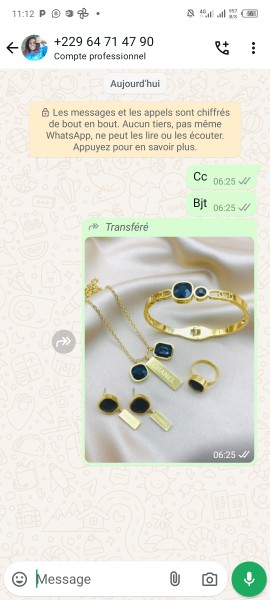 11:12
+229 64 71 47 90
Compte professionnel
Aujourd'hui
Les messages et les appels sont chiffrés
de bout en bout. Aucun tiers, pas même
WhatsApp, ne peut les lire ou les écouter.
Appuyez pour en savoir plus.
Cc 06:25
Bjt 06:25
Transféré
06:25
Message